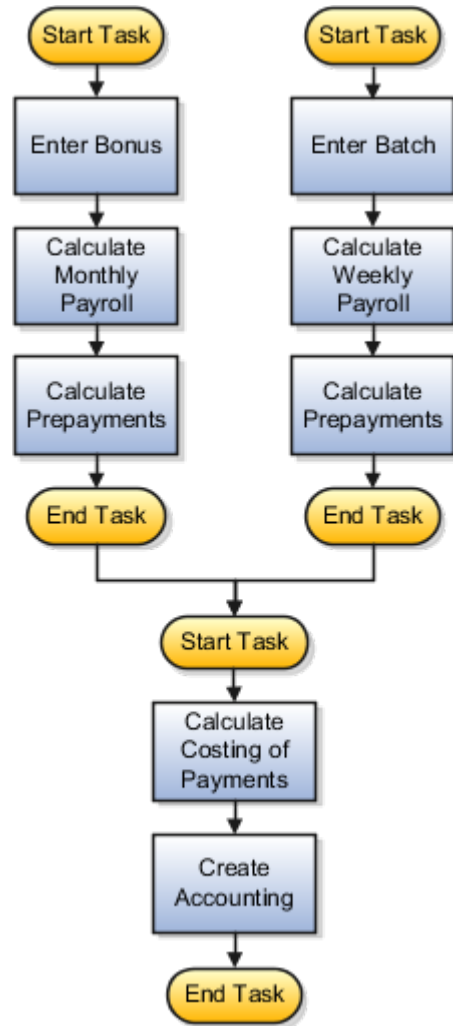 Start Task
Enter Bonus
Calculate
Monthly
Payroll
Calculate
Prepayments
End Task
Start Task
Enter Batch
Calculate
Weekly
Payroll
Calculate
Prepayments
End Task
Start Task
Calculate
Costing of
Payments
Create
Accounting
End Task